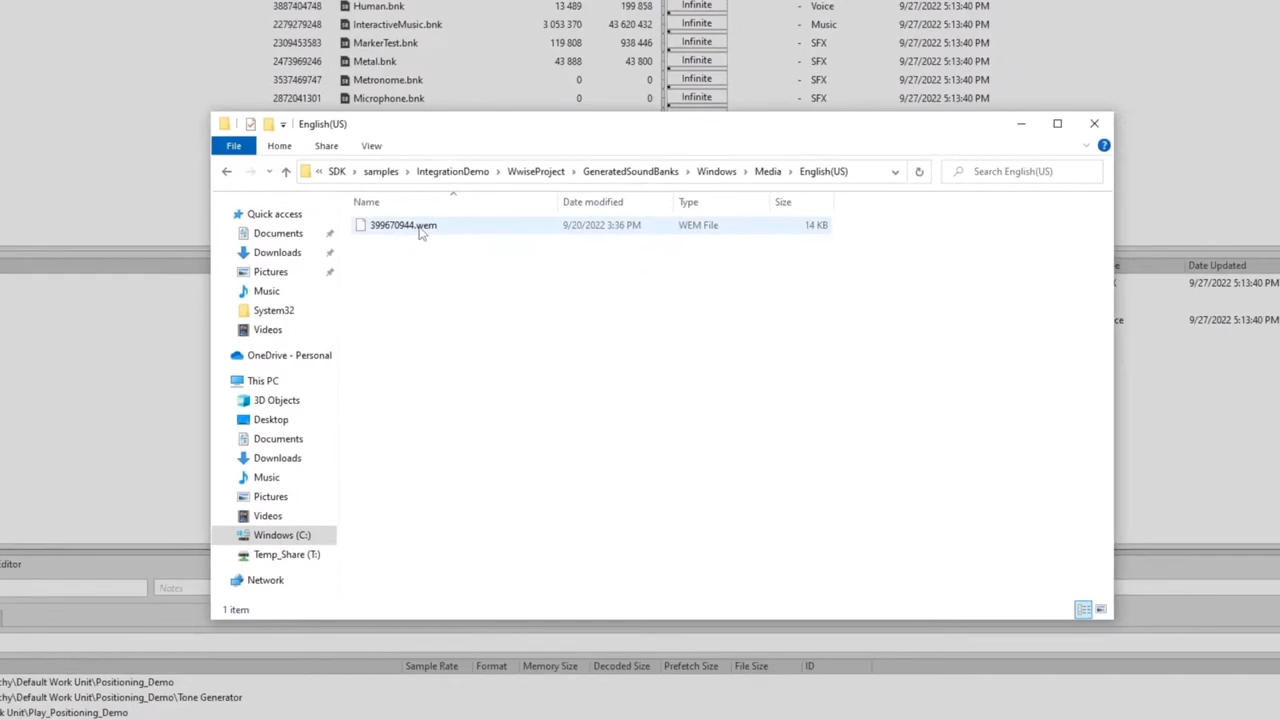 3887404748 Human.bnk 13 489 199 858 Infinite - Voice 9/27/2022 5:13:40 PM
2279279248 InteractiveMusic.bnk 3 053 370 43 620 432 Infinite - Music 9/27/2022 5:13:40 PM
2309453583 MarkerTest.bnk 119 808 938 446 Infinite - SFX 9/27/2022 5:13:40 PM
2473969246 Metal.bnk 43 888 43 800 Infinite - SFX 9/27/2022 5:13:40 PM
3537469747 Metronome.bnk 0 0 Infinite - SFX 9/27/2022 5:13:40 PM
2872041301 Microphone.bnk 0 0 Infinite - SFX 9/27/2022 5:13:40 PM
English(US)
File Home Share View
« SDK > samples > IntegrationDemo > WwiseProject > GeneratedSoundBanks > Windows > Media > English(US)
Search English(US)
Name Date modified Type Size
399670944.wem 9/20/2022 3:36 PM WEM File 14 KB
Quick access
Documents
Downloads
Pictures
Music
System32
Videos
OneDrive - Personal
This PC
3D Objects
Desktop
Documents
Downloads
Music
Pictures
Videos
Windows (C:)
Temp_Share (T:)
Network
1 item
Date Updated
9/27/2022 5:13:40 PM
ce 9/27/2022 5:13:40 PM
ditor
Notes
Sample Rate Format Memory Size Decoded Size Prefetch Size File Size ID
chy\Default Work Unit\Positioning_Demo
chy\Default Work Unit\Positioning_Demo\Tone Generator
k Unit\Play_Positioning_Demo